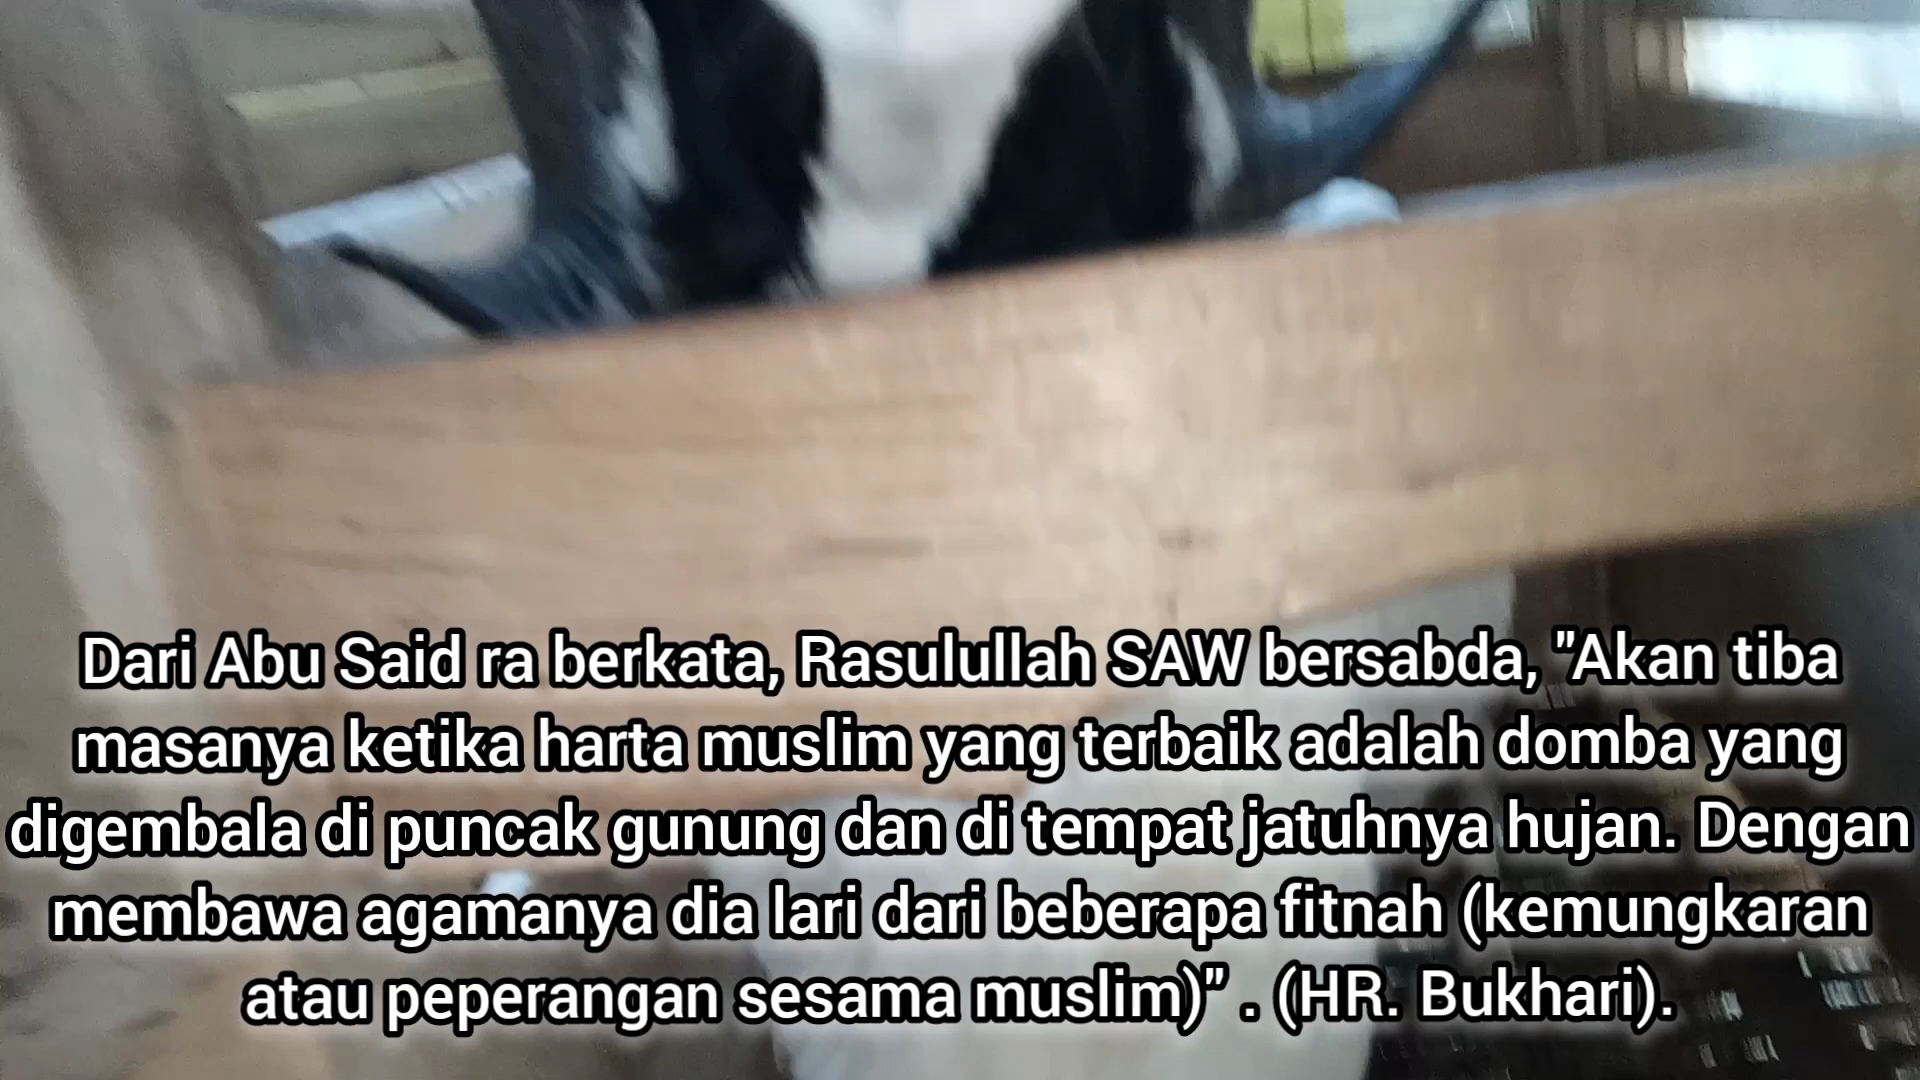 Dari Abu Said ra berkata, Rasulullah SAW bersabda, "Akan tiba
masanya ketika harta muslim yang terbaik adalah domba yang
digembala di puncak gunung dan di tempat jatuhnya hujan. Dengan
membawa agamanya dia lari dari beberapa fitnah (kemungkaran
atau peperangan sesama muslim)" . (HR. Bukhari).